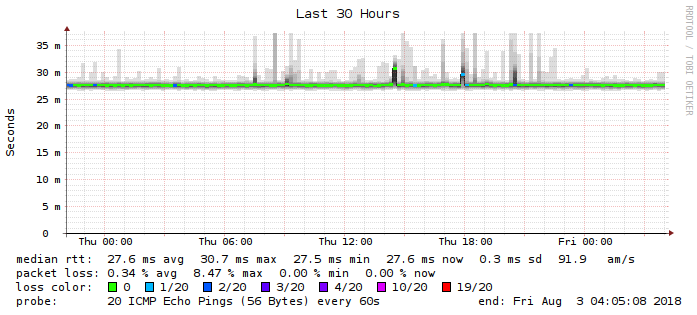 Last 30 Hours
RRDTOOL / TOBI OETIKER
Seconds
35 m
30 m
25 m
20 m
15 m
10 m
5 m
0
Thu 00:00 Thu 06:00 Thu 12:00 Thu 18:00 Fri 00:00
median rtt: 27.6 ms avg 30.7 ms max 27.5 ms min 27.6 ms now 0.3 ms sd 91.9 am/s
packet loss: 0.34 % avg 8.47 % max 0.00 % min 0.00 % now
loss color: 0 1/20 2/20 3/20 4/20 10/20 19/20
probe: 20 ICMP Echo Pings (56 Bytes) every 60s end: Fri Aug 3 04:05:08 2018